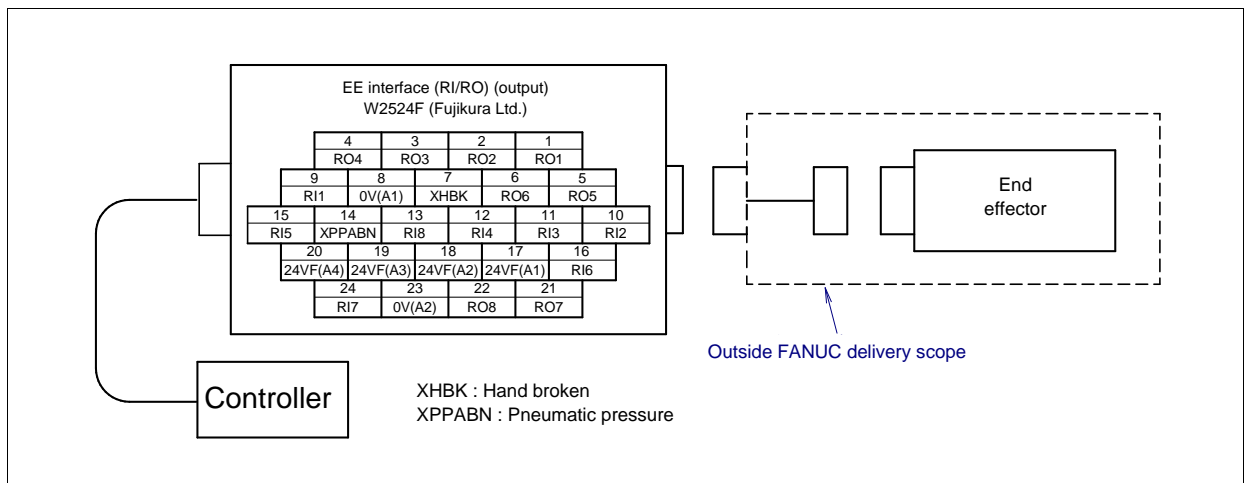 EE interface (RI/RO) (output)
W2524F (Fujikura Ltd.)
4 3 2 1
RO4 RO3 RO2 RO1
9 8 7 6 5
RI1 0V(A1) XHBK RO6 RO5
15 14 13 12 11 10
RI5 XPPABN RI8 RI4 RI3 RI2
20 19 18 17 16
24VF(A4) 24VF(A3) 24VF(A2) 24VF(A1) RI6
24 23 22 21
RI7 0V(A2) RO8 RO7
End
effector
Outside FANUC delivery scope
Controller
XHBK : Hand broken
XPPABN : Pneumatic pressure